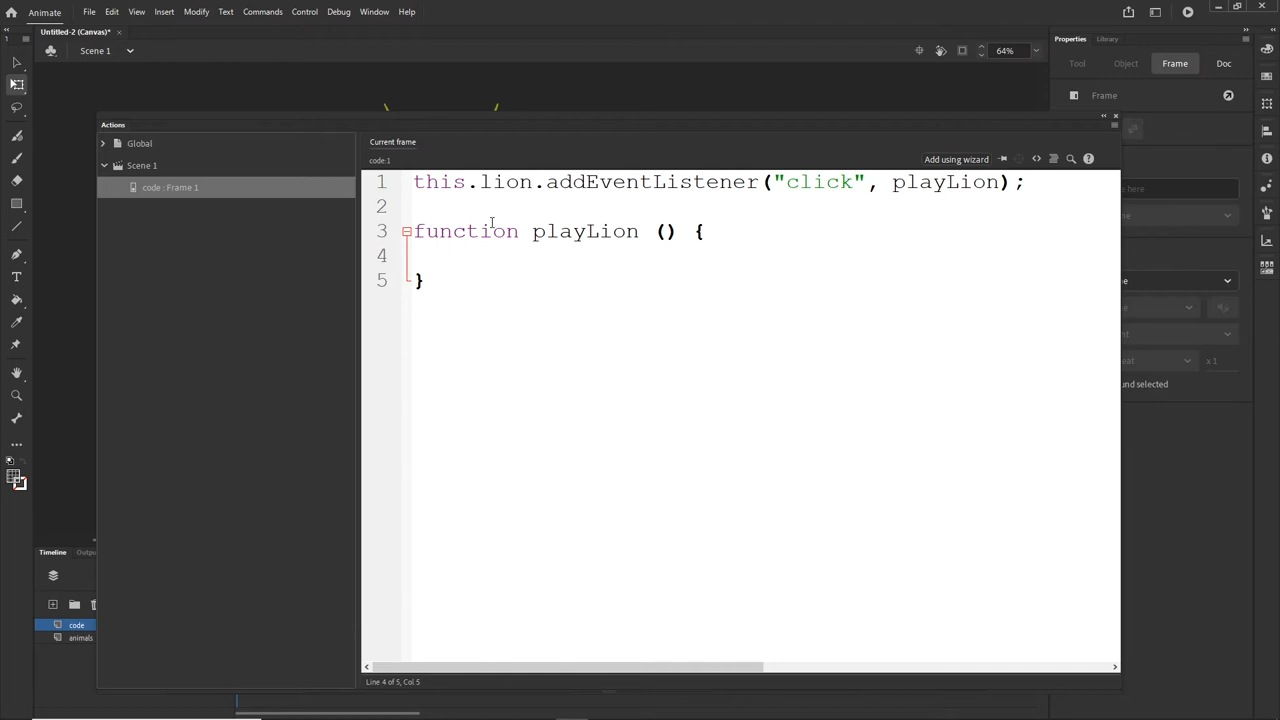 Animate File Edit View Insert Modify Text Commands Control Debug Window Help
Untitled-2 (Canvas)*
Scene 1
64%
Properties Library
Tool Object Frame Doc
Frame
Actions
Global
Scene 1
code : Frame 1
Current frame
code:1
Add using wizard
1 this.lion.addEventListener("click", playLion);
2
3 function playLion () {
4
5 }
x 1
Line 4 of 5, Col 5
Timeline
code
animals